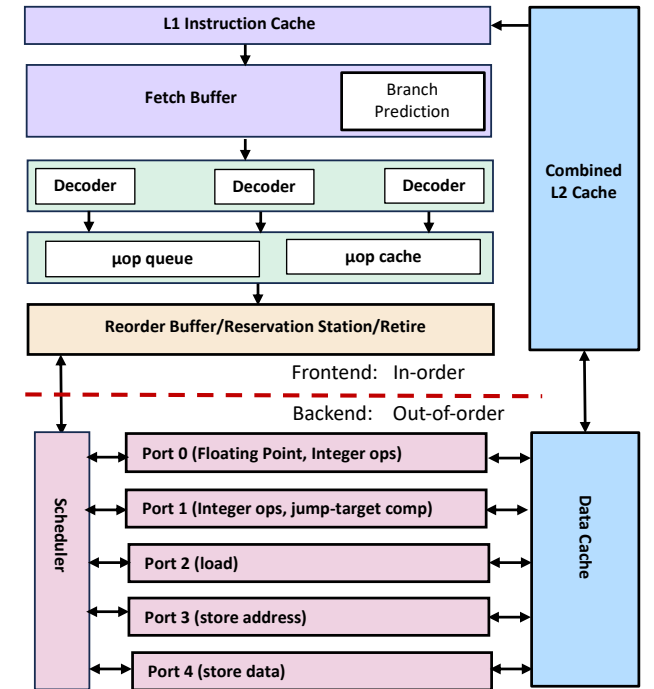 L1 Instruction Cache
Fetch Buffer
Branch
Prediction
Combined
L2 Cache
Decoder
Decoder
Decoder
μop queue
μop cache
Reorder Buffer/Reservation Station/Retire
Frontend: In-order
Backend: Out-of-order
Scheduler
Port 0 (Floating Point, Integer ops)
Port 1 (Integer ops, jump-target comp)
Port 2 (load)
Port 3 (store address)
Port 4 (store data)
Data Cache